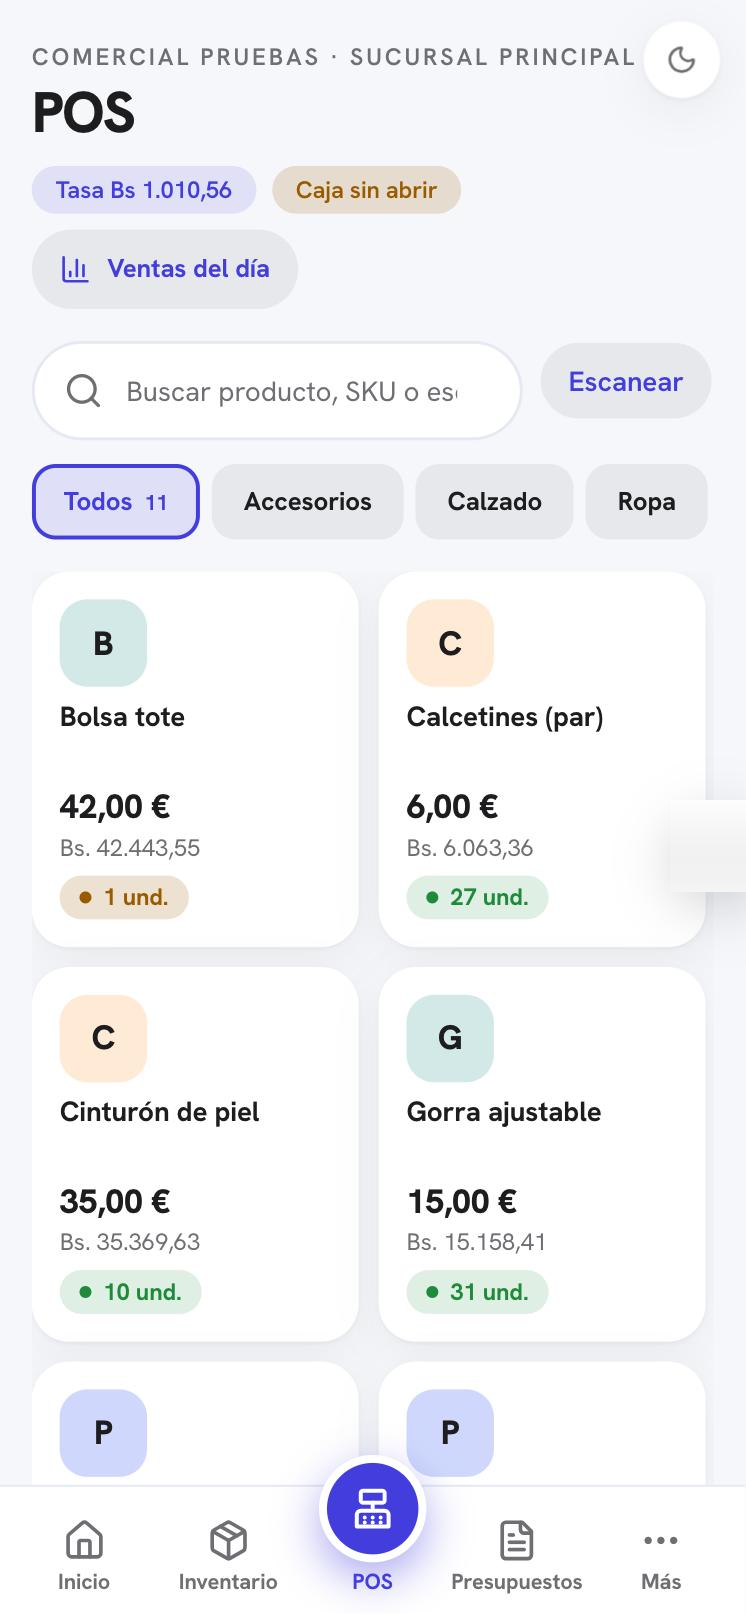 COMERCIAL PRUEBAS · SUCURSAL PRINCIPAL
POS
Tasa Bs 1.010,56
Caja sin abrir
Ventas del día
Buscar producto, SKU o esc
Escanear
Todos 11
Accesorios
Calzado
Ropa
B
C
Bolsa tote
Calcetines (par)
42,00 €
6,00 €
Bs. 42.443,55
Bs. 6.063,36
1 und.
27 und.
C
G
Cinturón de piel
Gorra ajustable
35,00 €
15,00 €
Bs. 35.369,63
Bs. 15.158,41
10 und.
31 und.
P
P
Inicio
Inventario
POS
Presupuestos
Más